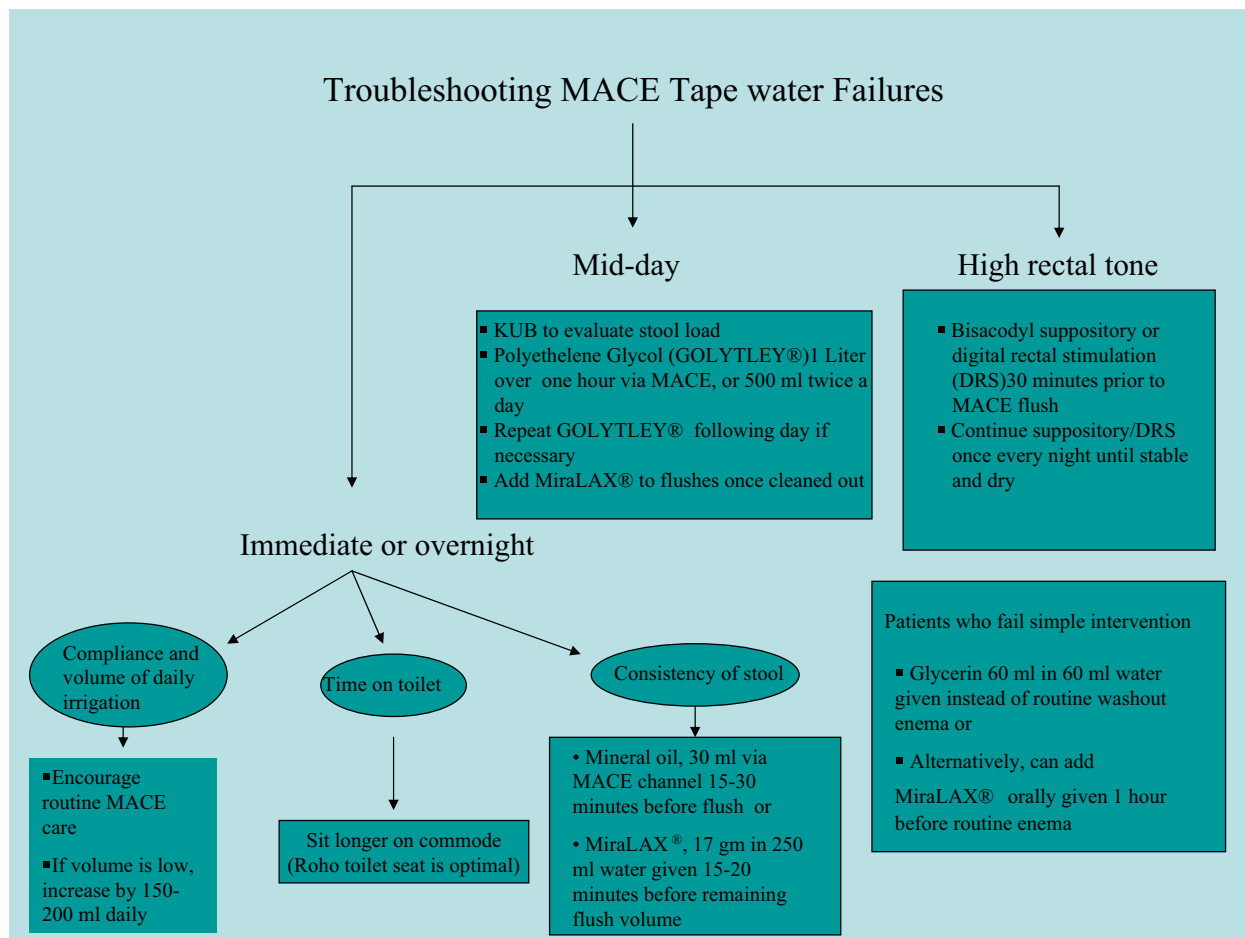 Troubleshooting MACE Tape water Failures
Mid-day
▪ KUB to evaluate stool load
▪ Polyethelene Glycol (GOLYTLEY®)1 Liter
over one hour via MACE, or 500 ml twice a
day
▪ Repeat GOLYTLEY® following day if
necessary
▪ Add MiraLAX® to flushes once cleaned out
High rectal tone
▪ Bisacodyl suppository or
digital rectal stimulation
(DRS)30 minutes prior to
MACE flush
▪ Continue suppository/DRS
once every night until stable
and dry
Immediate or overnight
Compliance and
volume of daily
irrigation
▪Encourage
routine MACE
care
▪If volume is low,
increase by 150-
200 ml daily
Time on toilet
Sit longer on commode
(Roho toilet seat is optimal)
Consistency of stool
• Mineral oil, 30 ml via
MACE channel 15-30
minutes before flush or
• MiraLAX ®, 17 gm in 250
ml water given 15-20
minutes before remaining
flush volume
Patients who fail simple intervention
▪ Glycerin 60 ml in 60 ml water
given instead of routine washout
enema or
▪ Alternatively, can add
MiraLAX® orally given 1 hour
before routine enema